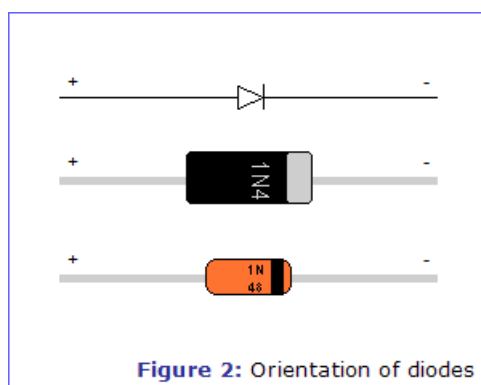 + -
+ -
1N4
+ -
1N
48
Figure 2: Orientation of diodes